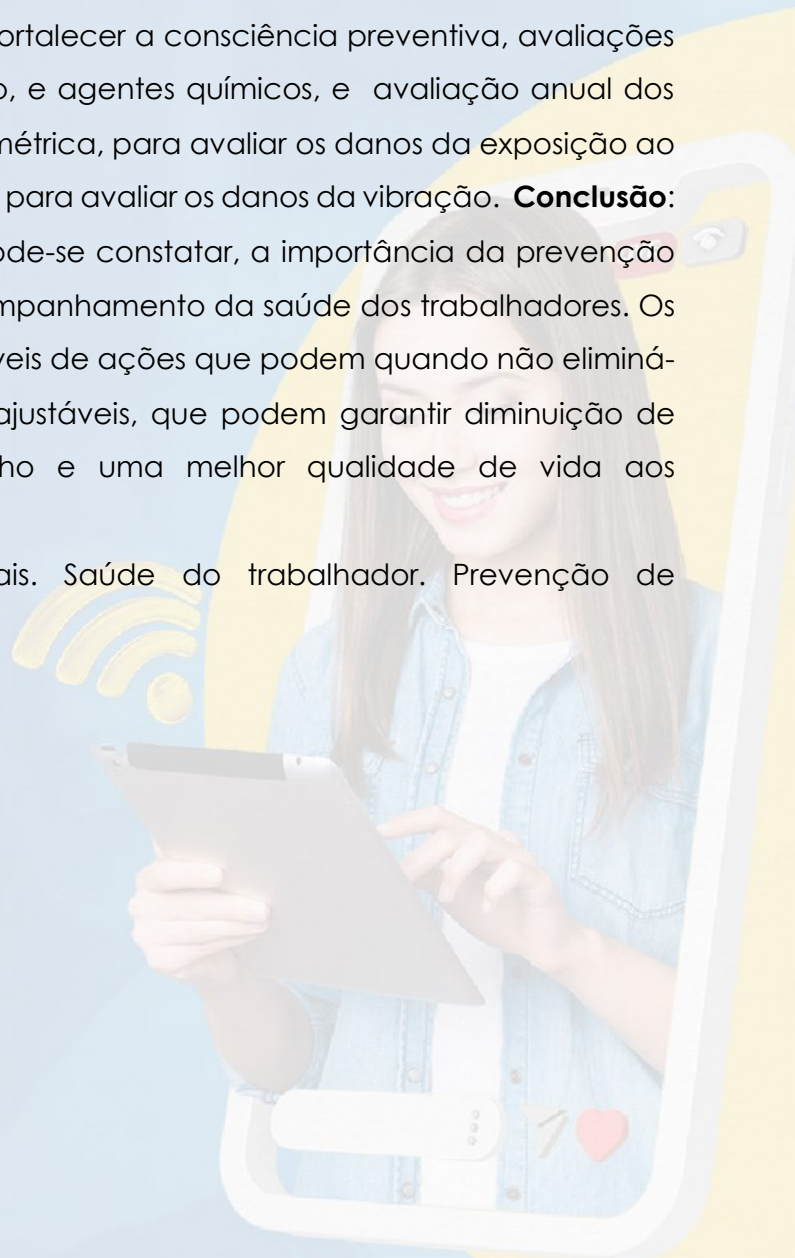 ortalecer a consciência preventiva, avaliações
o, e agentes químicos, e avaliação anual dos
métrica, para avaliar os danos da exposição ao
para avaliar os danos da vibração. Conclusão:
ode-se constatar, a importância da prevenção
mpanhamento da saúde dos trabalhadores. Os
veis de ações que podem quando não eliminá-
ajustáveis, que podem garantir diminuição de
ho e uma melhor qualidade de vida aos
ais. Saúde do trabalhador. Prevenção de